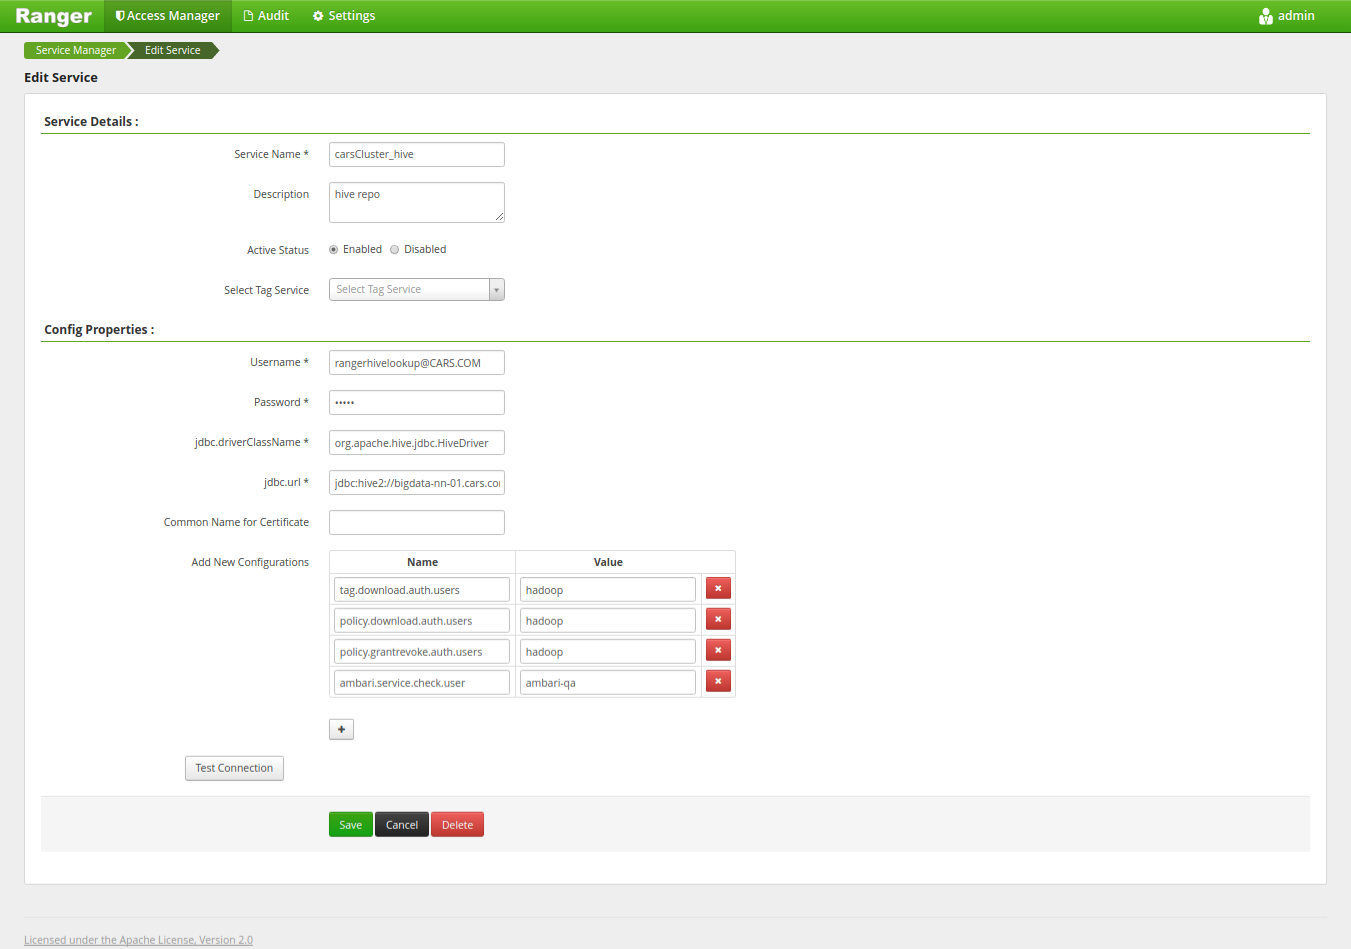 Ranger Access Manager Audit Settings admin
Service Manager Edit Service
Edit Service
Service Details :
Service Name * carsCluster_hive
Description hive repo
Active Status Enabled Disabled
Select Tag Service Select Tag Service
Config Properties :
Username * rangerhivelookup@CARS.COM
Password * •••••
jdbc.driverClassName * org.apache.hive.jdbc.HiveDriver
jdbc.url * jdbc:hive2://bigdata-nn-01.cars.co
Common Name for Certificate
Add New Configurations Name Value
tag.download.auth.users hadoop
policy.download.auth.users hadoop
policy.grantrevoke.auth.users hadoop
ambari.service.check.user ambari-qa
+
Test Connection
Save Cancel Delete
Licensed under the Apache License, Version 2.0